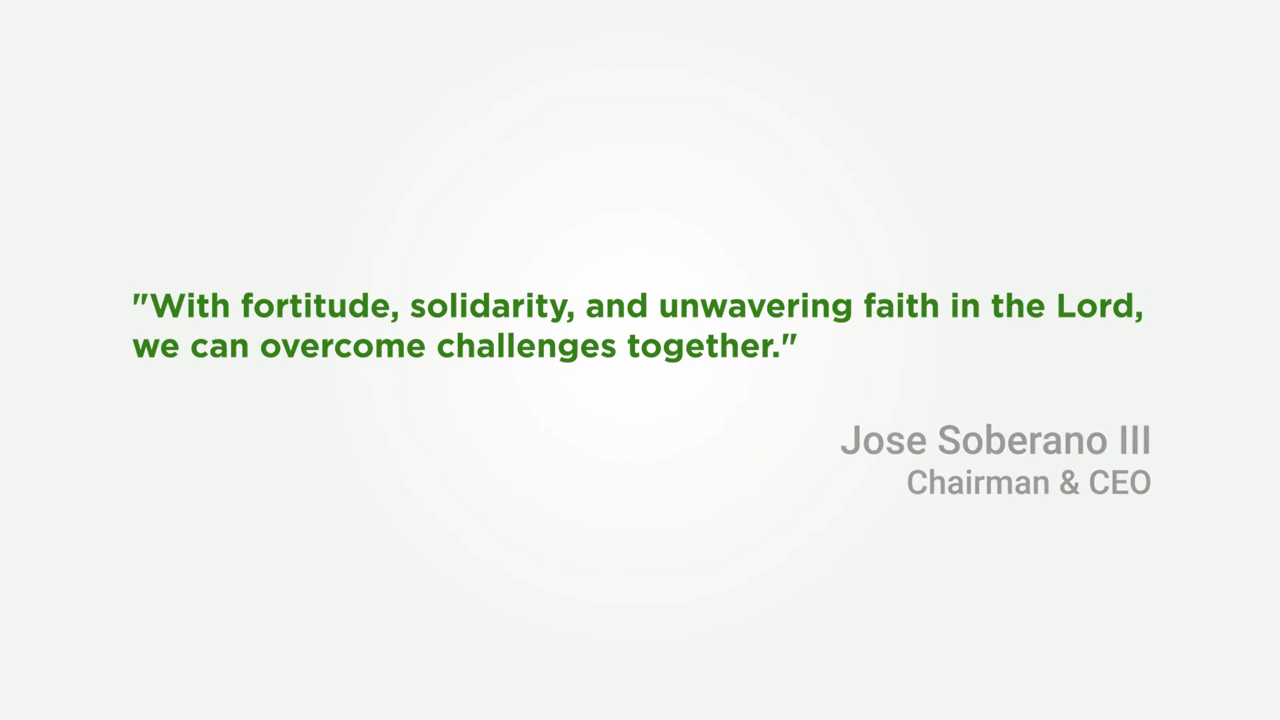 "With fortitude, solidarity, and unwavering faith in the Lord,
we can overcome challenges together."
Jose Soberano III
Chairman & CEO